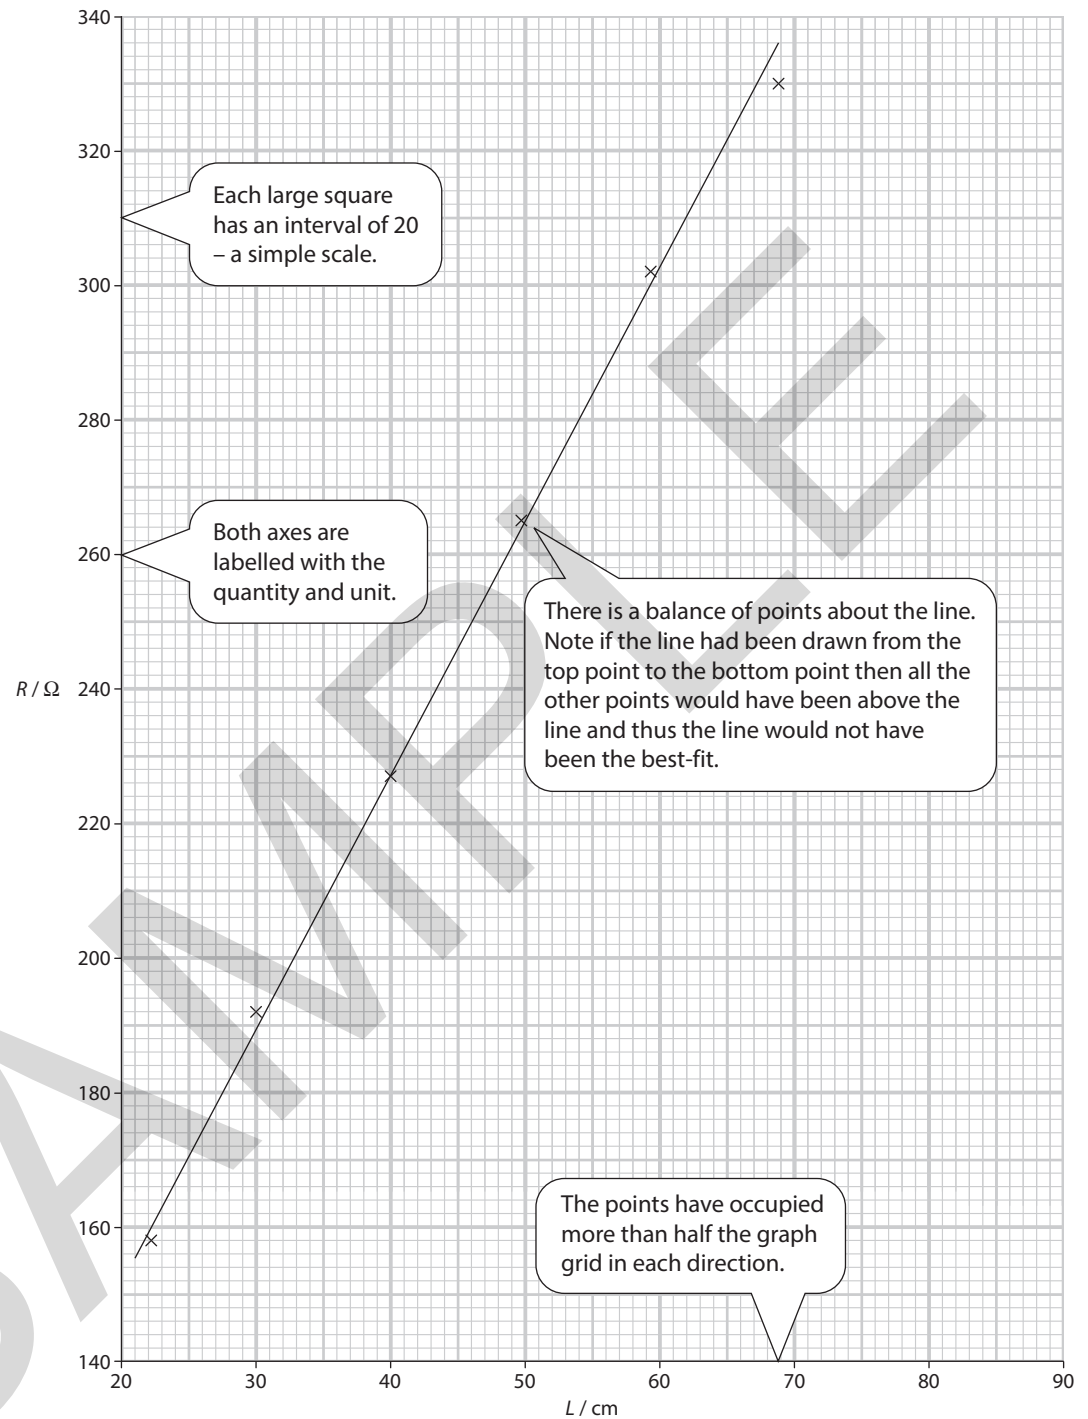 340
320
Each large square
has an interval of 20
– a simple scale.
300
280
Both axes are
labelled with the
quantity and unit.
260
There is a balance of points about the line.
Note if the line had been drawn from the
top point to the bottom point then all the
other points would have been above the
line and thus the line would not have
been the best-fit.
R / Ω
240
220
200
180
The points have occupied
more than half the graph
grid in each direction.
160
140
20 30 40 50 60 70 80 90
L / cm
SAMPLE